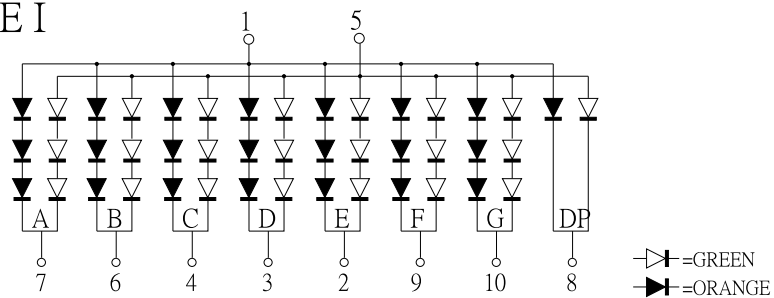 E I
1 5
A B C D E F G DP
7 6 4 3 2 9 10 8
=GREEN
=ORANGE